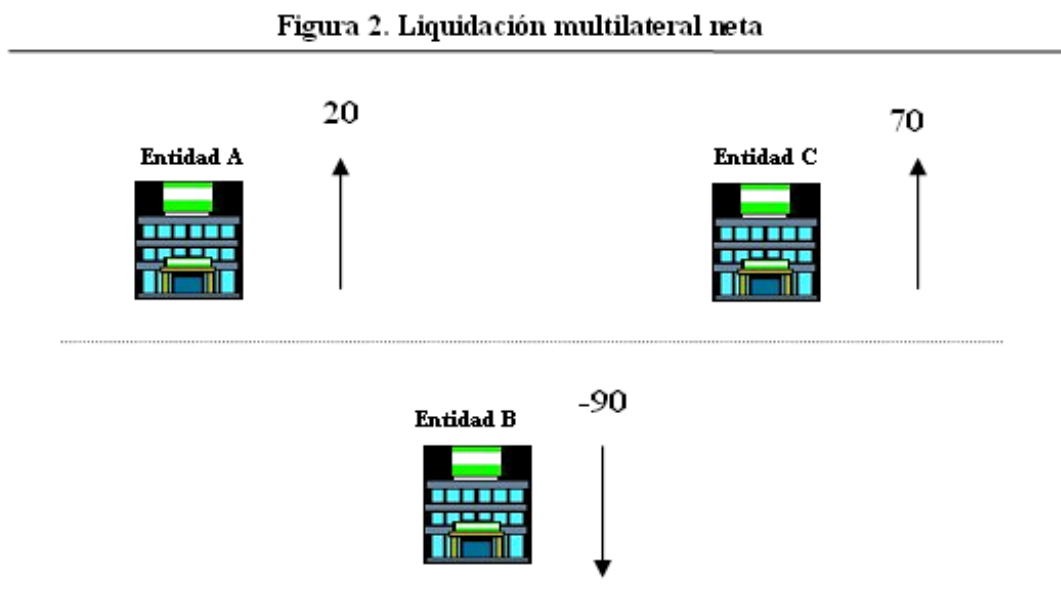 Figura 2. Liquidación multilateral neta
20
70
Entidad A
Entidad C
-90
Entidad B